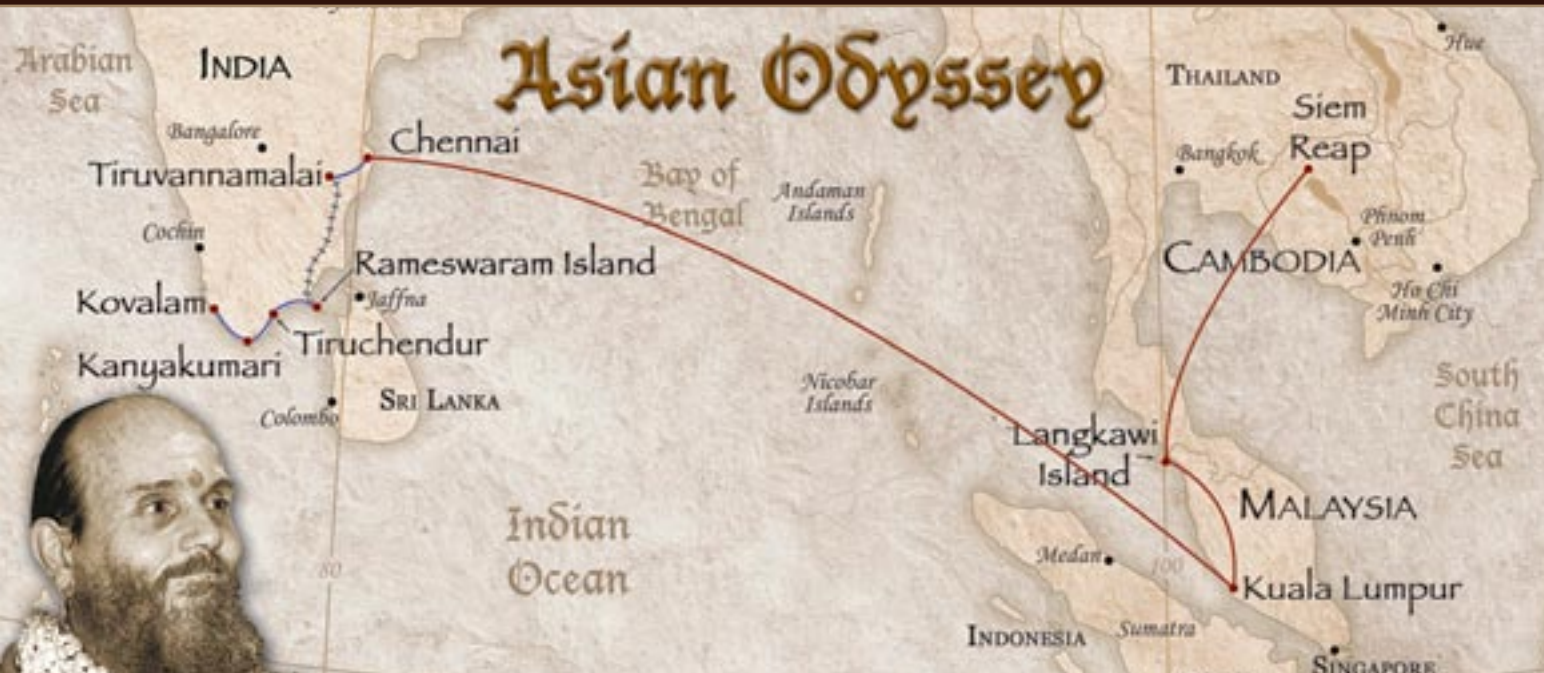 Asian Odyssey
Arabian
Sea
INDIA
Bangalore
Chennai
Tiruvannamalai
Cochin
Rameswaram Island
Kovalam
Jaffna
Tiruchendur
Kanyakumari
Colombo
SRI LANKA
Bay of
Bengal
Andaman
Islands
Nicobar
Islands
Indian
Ocean
80
THAILAND
Hue
Siem
Reap
Bangkok
Phnom
Penh
CAMBODIA
Ho Chi
Minh City
South
China
Sea
Langkawi
Island
MALAYSIA
Medan
100
Kuala Lumpur
INDONESIA
Sumatra
SINGAPORE